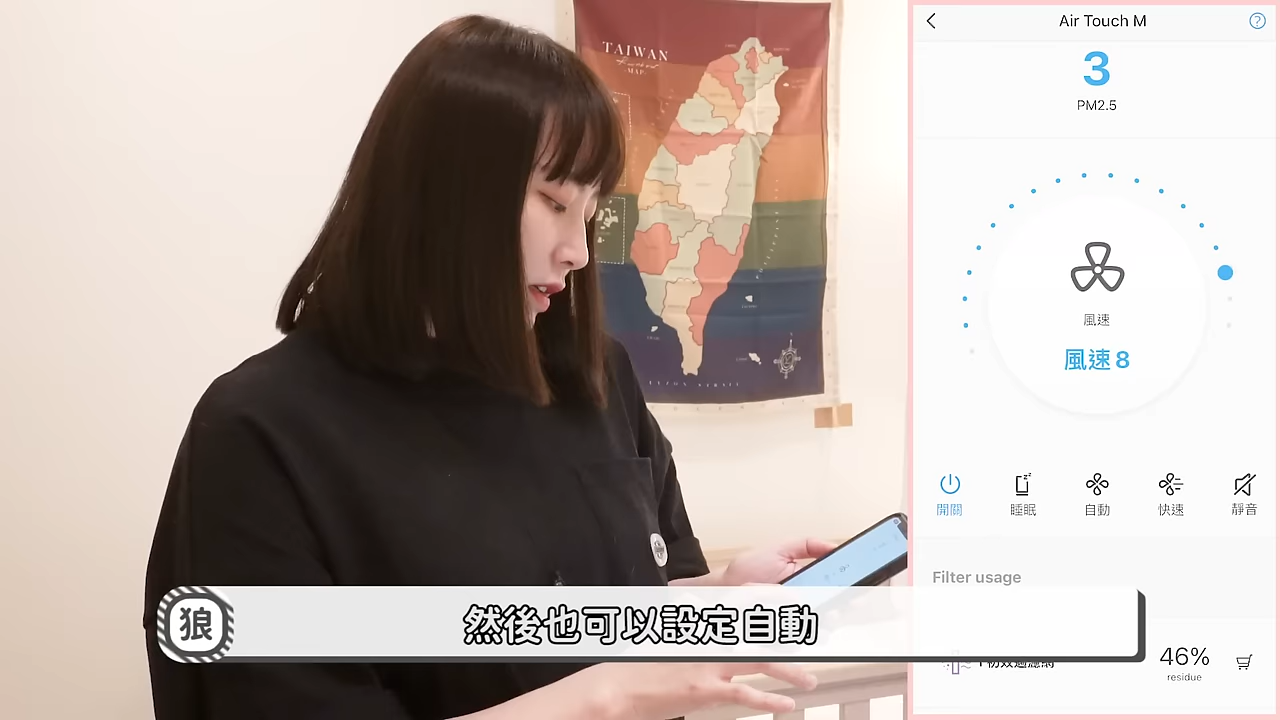 TAIWAN
MAP
Air Touch M
?
3
PM2.5
風速
風速 8
開關
睡眠
自動
快速
靜音
Filter usage
46%
residue
狼
然後也可以設定自動